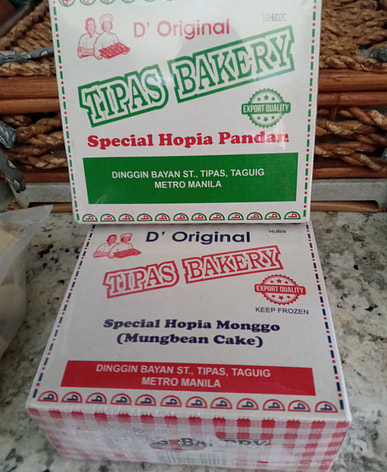 D' Original
TIPAS BAKERY
EXPORT QUALITY
Special Hopia Pandan
DINGGIN BAYAN ST., TIPAS, TAGUIG
METRO MANILA
D' Original
TIPAS BAKERY
EXPORT QUALITY
KEEP FROZEN
Special Hopia Monggo
(Mungbean Cake)
DINGGIN BAYAN ST., TIPAS, TAGUIG
METRO MANILA